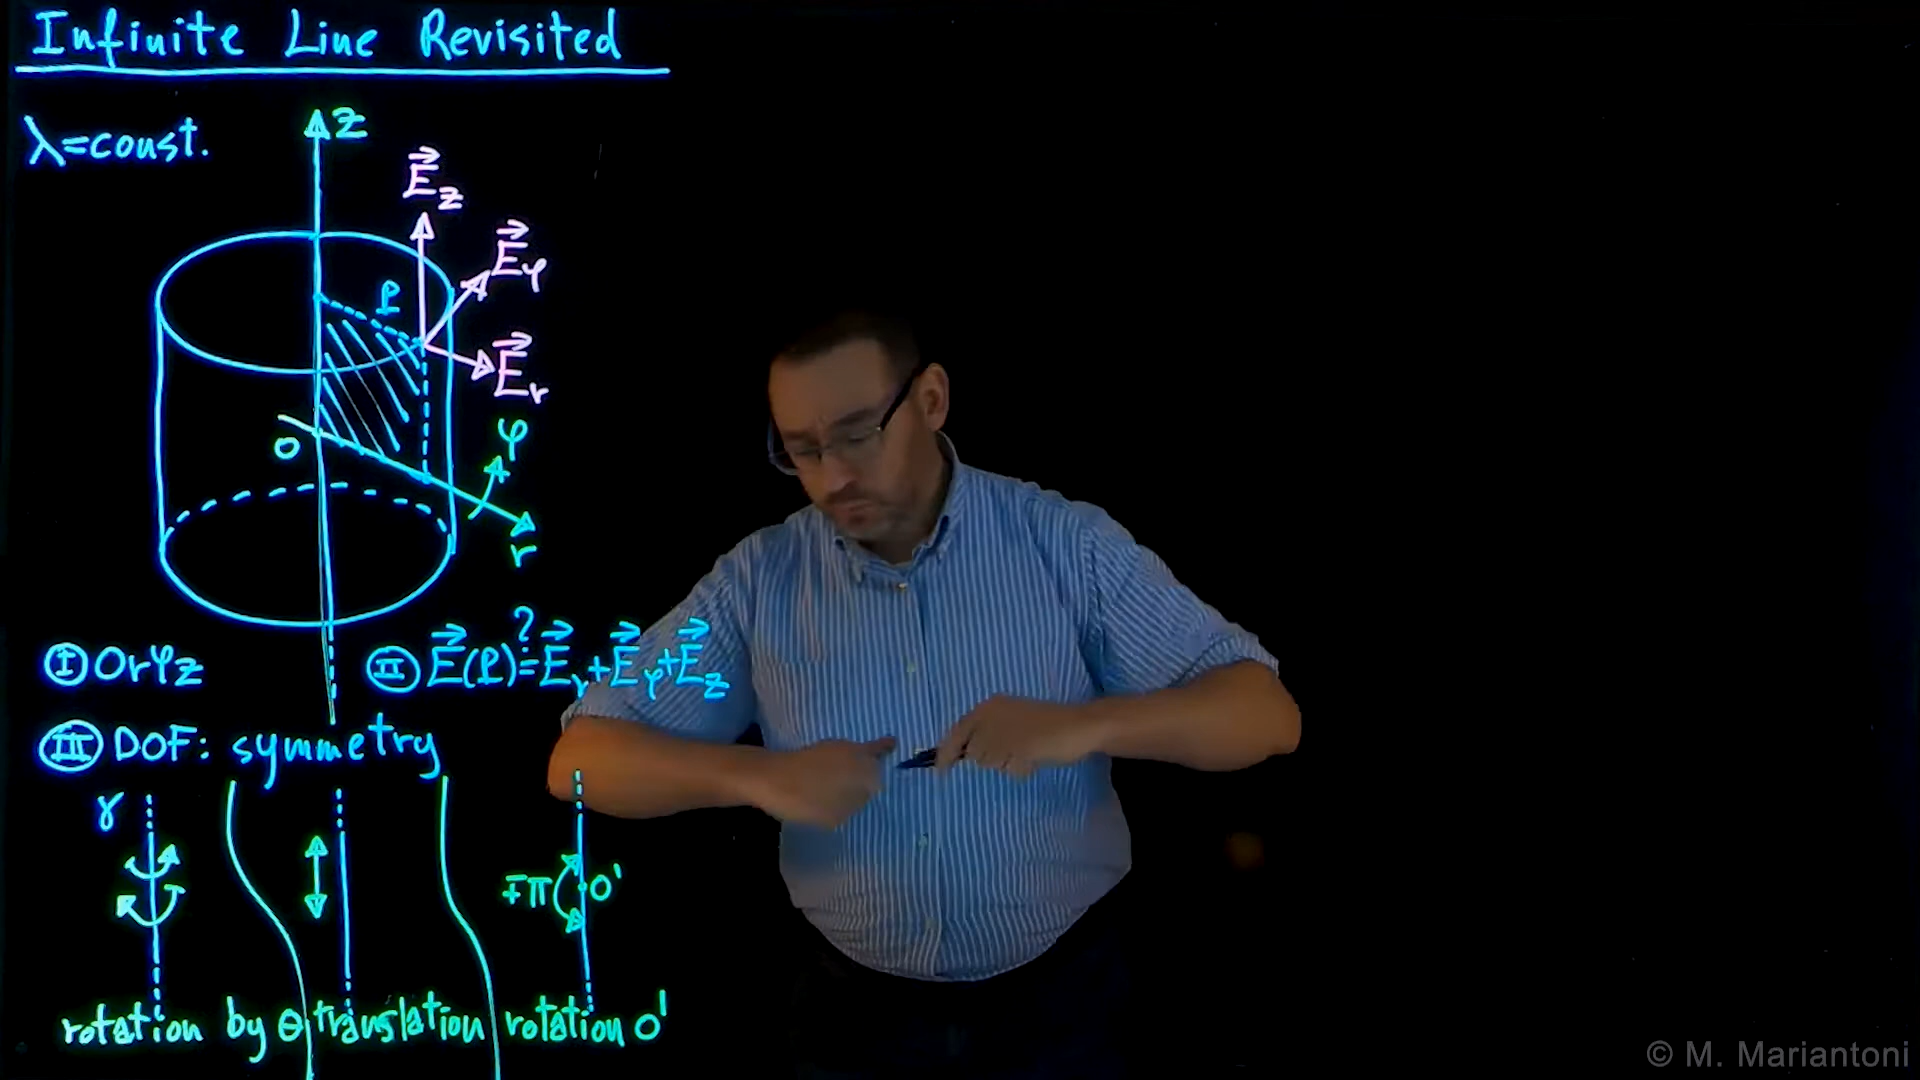 Infinite Line Revisited
λ=const.
z
E⃗z
E⃗φ
P
E⃗r
φ
O
r
Ⓘ Orφz
Ⓘⓘ E⃗(P) ?= E⃗r + E⃗φ + E⃗z
ⒾⒾⒾ DOF: symmetry
γ
∓π
O'
rotation by θ
translation
rotation O'
© M. Mariantoni